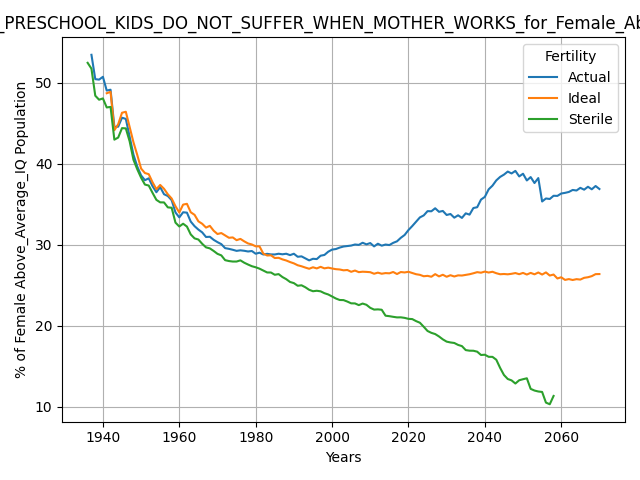 _PRESCHOOL_KIDS_DO_NOT_SUFFER_WHEN_MOTHER_WORKS_for_Female_Ab
Fertility
Actual
Ideal
Sterile
% of Female Above_Average_IQ Population
50
40
30
20
10
1940 1960 1980 2000 2020 2040 2060
Years